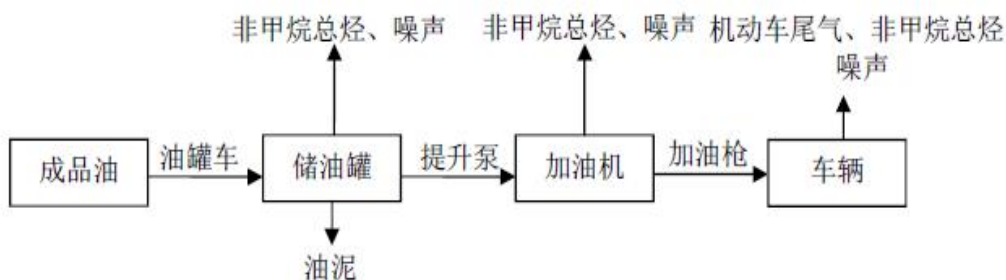 非甲烷总烃、噪声
非甲烷总烃、噪声
机动车尾气、非甲烷总烃
噪声
成品油
油罐车
储油罐
提升泵
加油机
加油枪
车辆
油泥